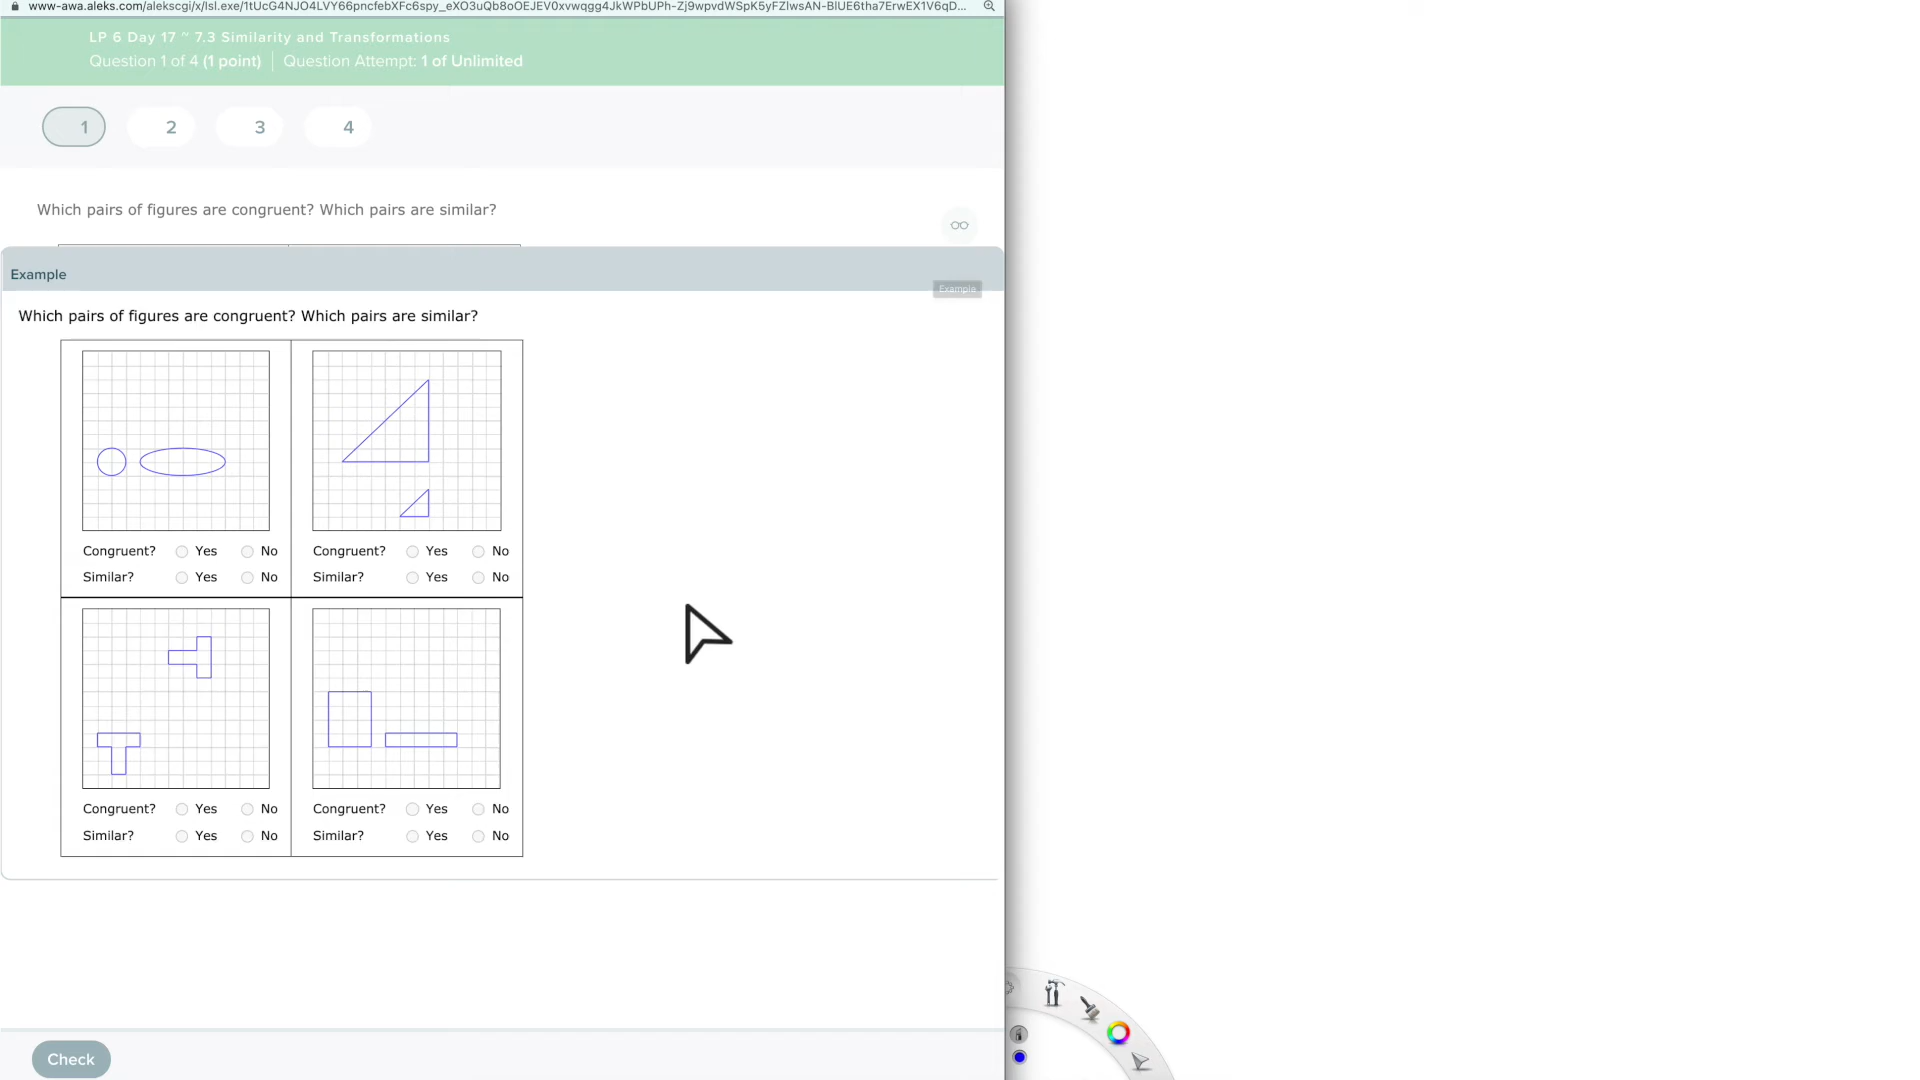 www-awa.aleks.com/alekscgi/x/Isl.exe/1tUcG4NJO4LVY66pncfebXFc6spy_eXO3uQb8oOEJEV0xvwqgg4JkWPbUPh-Zj9wpvdWSpK5yFZlwsAN-BlUE6tha7ErwEX1V6qD...
LP 6 Day 17 ~ 7.3 Similarity and Transformations
Question 1 of 4 (1 point) | Question Attempt: 1 of Unlimited
1 2 3 4
Which pairs of figures are congruent? Which pairs are similar?
Example
Example
Which pairs of figures are congruent? Which pairs are similar?
Congruent? Yes No
Similar? Yes No
Congruent? Yes No
Similar? Yes No
Congruent? Yes No
Similar? Yes No
Congruent? Yes No
Similar? Yes No
Check